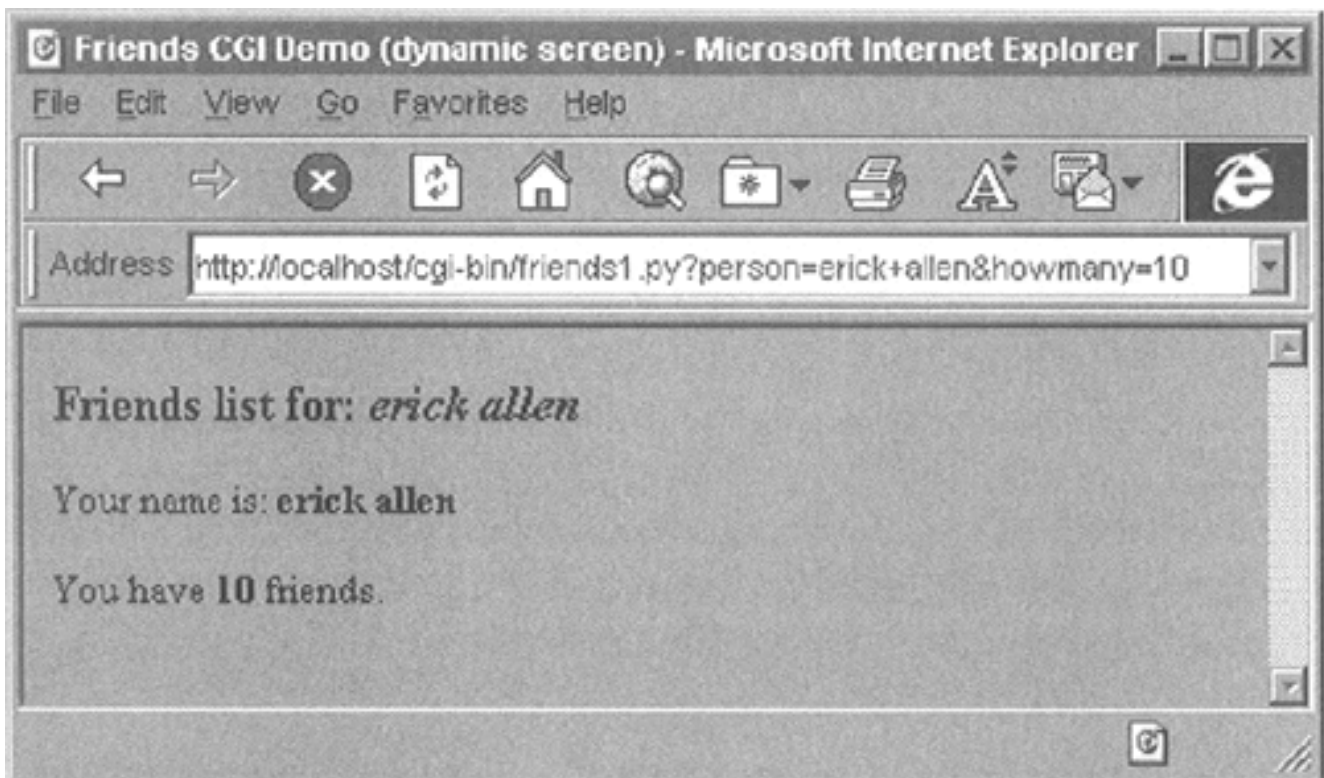 Friends CGI Demo (dynamic screen) - Microsoft Internet Explorer
File Edit View Go Favorites Help
Address http://localhost/cgi-bin/friends1.py?person=erick+allen&howmany=10
Friends list for: erick allen
Your name is: erick allen
You have 10 friends.